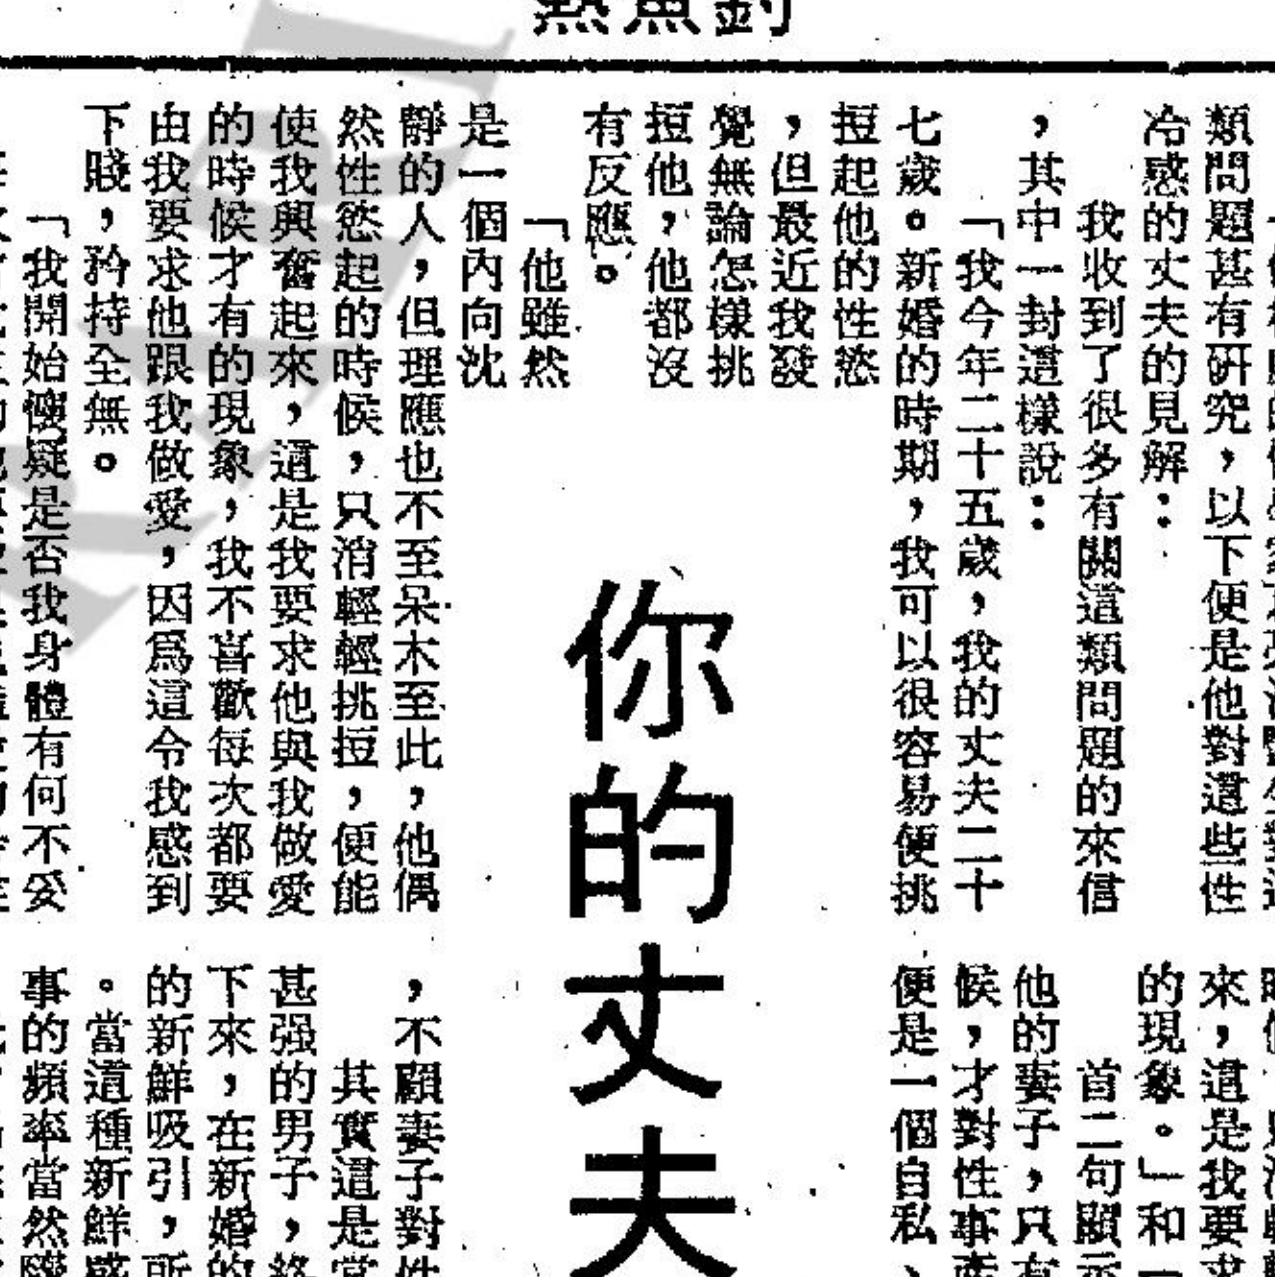 類問題甚有研究，以下便是他對這些性
冷感的丈夫的見解：
我收到了很多有關這類問題的來信
，其中一封這樣說：
「我今年二十五歲，我的丈夫二十
七歲。新婚的時期，我可以很容易便挑
挋起他的性慾
，但最近我發
覺無論怎樣挑
挋他，他都沒
有反應。
「他雖然
是一個內向沈
靜的人，但理應也不至呆木至此，他偶
然性慾起的時候，只消輕輕挑挋，便能
使我興奮起來，這是我要求他與我做愛
的時候才有的現象，我不喜歡每次都要
由我要求他跟我做愛，因爲這令我感到
下賤，矜持全無。
「我開始懷疑是否我身體有何不妥
你的丈夫
來，這是我要求
的現象。」和一
首二句顯示
他的妻子，只有
候，才對性事產
便是一個自私、
，不顧妻子對性
其實這是當
甚强的男子，終
下來，在新婚的
的新鮮吸引，所
。當這種新鮮感
事的頻率當然